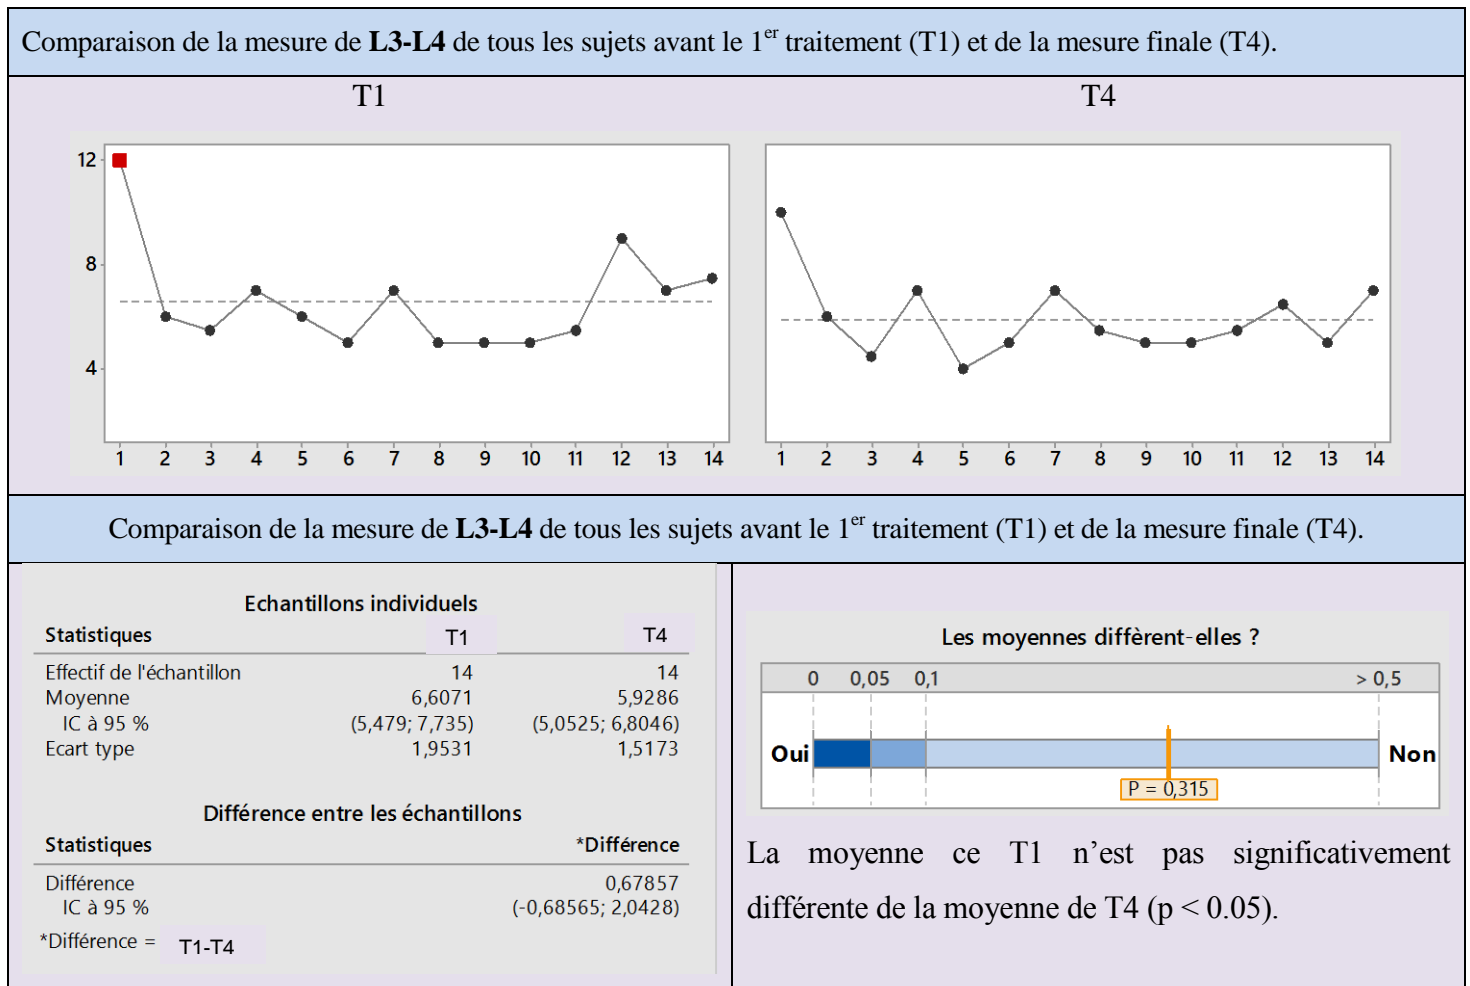 Comparaison de la mesure de L3-L4 de tous les sujets avant le 1er traitement (T1) et de la mesure finale (T4).
T1 T4
12
8
4
1 2 3 4 5 6 7 8 9 10 11 12 13 14
1 2 3 4 5 6 7 8 9 10 11 12 13 14
Comparaison de la mesure de L3-L4 de tous les sujets avant le 1er traitement (T1) et de la mesure finale (T4).
Echantillons individuels
Statistiques T1 T4
Effectif de l'échantillon 14 14
Moyenne 6,6071 5,9286
IC à 95 % (5,479; 7,735) (5,0525; 6,8046)
Ecart type 1,9531 1,5173
Différence entre les échantillons
Statistiques *Différence
Différence 0,67857
IC à 95 % (-0,68565; 2,0428)
*Différence = T1-T4
Les moyennes diffèrent-elles ?
0 0,05 0,1 > 0,5
Oui Non
P = 0,315
La moyenne ce T1 n’est pas significativement
différente de la moyenne de T4 (p < 0.05).